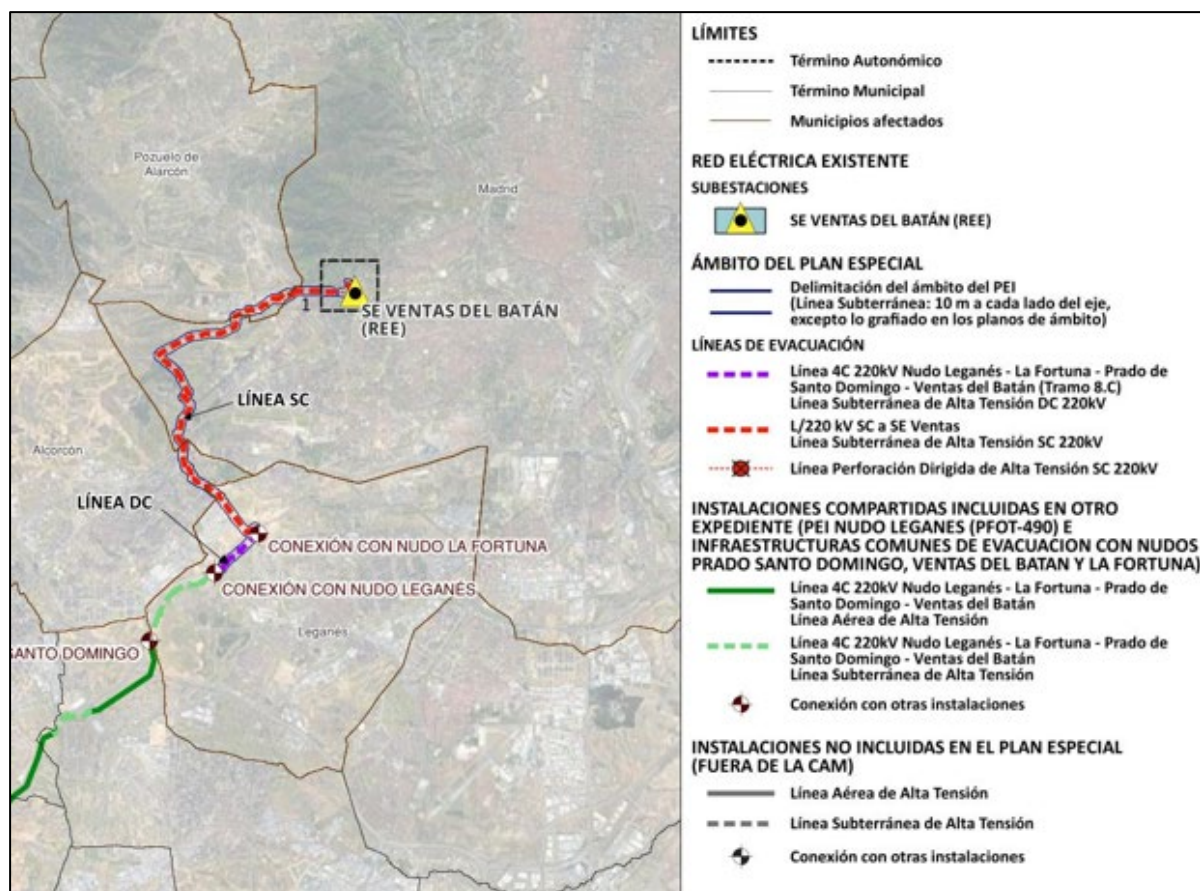 Pozuelo de
Alarcón
Madrid
1
SE VENTAS DEL BATÁN
(REE)
LÍNEA SC
Alcorcón
LÍNEA DC
CONEXIÓN CON NUDO LA FORTUNA
CONEXIÓN CON NUDO LEGANÉS
Leganés
SANTO DOMINGO
LÍMITES
Término Autonómico
Término Municipal
Municipios afectados
RED ELÉCTRICA EXISTENTE
SUBESTACIONES
SE VENTAS DEL BATÁN (REE)
ÁMBITO DEL PLAN ESPECIAL
Delimitación del ámbito del PEI
(Línea Subterránea: 10 m a cada lado del eje,
excepto lo grafiado en los planos de ámbito)
LÍNEAS DE EVACUACIÓN
Línea 4C 220kV Nudo Leganés - La Fortuna - Prado de
Santo Domingo - Ventas del Batán (Tramo 8.C)
Línea Subterránea de Alta Tensión DC 220kV
L/220 kV SC a SE Ventas
Línea Subterránea de Alta Tensión SC 220kV
Línea Perforación Dirigida de Alta Tensión SC 220kV
INSTALACIONES COMPARTIDAS INCLUIDAS EN OTRO
EXPEDIENTE (PEI NUDO LEGANES (PFOT-490) E
INFRAESTRUCTURAS COMUNES DE EVACUACION CON NUDOS
PRADO SANTO DOMINGO, VENTAS DEL BATAN Y LA FORTUNA)
Línea 4C 220kV Nudo Leganés - La Fortuna - Prado de
Santo Domingo - Ventas del Batán
Línea Aérea de Alta Tensión
Línea 4C 220kV Nudo Leganés - La Fortuna - Prado de
Santo Domingo - Ventas del Batán
Línea Subterránea de Alta Tensión
Conexión con otras instalaciones
INSTALACIONES NO INCLUIDAS EN EL PLAN ESPECIAL
(FUERA DE LA CAM)
Línea Aérea de Alta Tensión
Línea Subterránea de Alta Tensión
Conexión con otras instalaciones